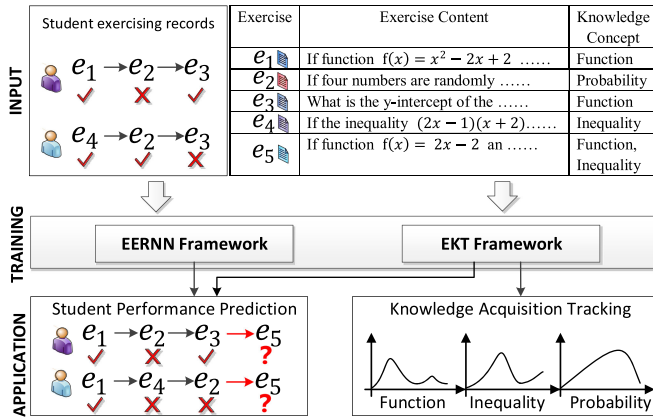 INPUT
Student exercising records
e1 e2 e3
e4 e2 e3
Exercise Exercise Content Knowledge Concept
e1 If function f(x) = x² − 2x + 2 ...... Function
e2 If four numbers are randomly ...... Probability
e3 What is the y-intercept of the ...... Function
e4 If the inequality (2x − 1)(x + 2)...... Inequality
e5 If function f(x) = 2x − 2 an ...... Function, Inequality
TRAINING
EERNN Framework
EKT Framework
APPLICATION
Student Performance Prediction
e1 e2 e3 e5
?
e1 e4 e2 e5
?
Knowledge Acquisition Tracking
Function Inequality Probability